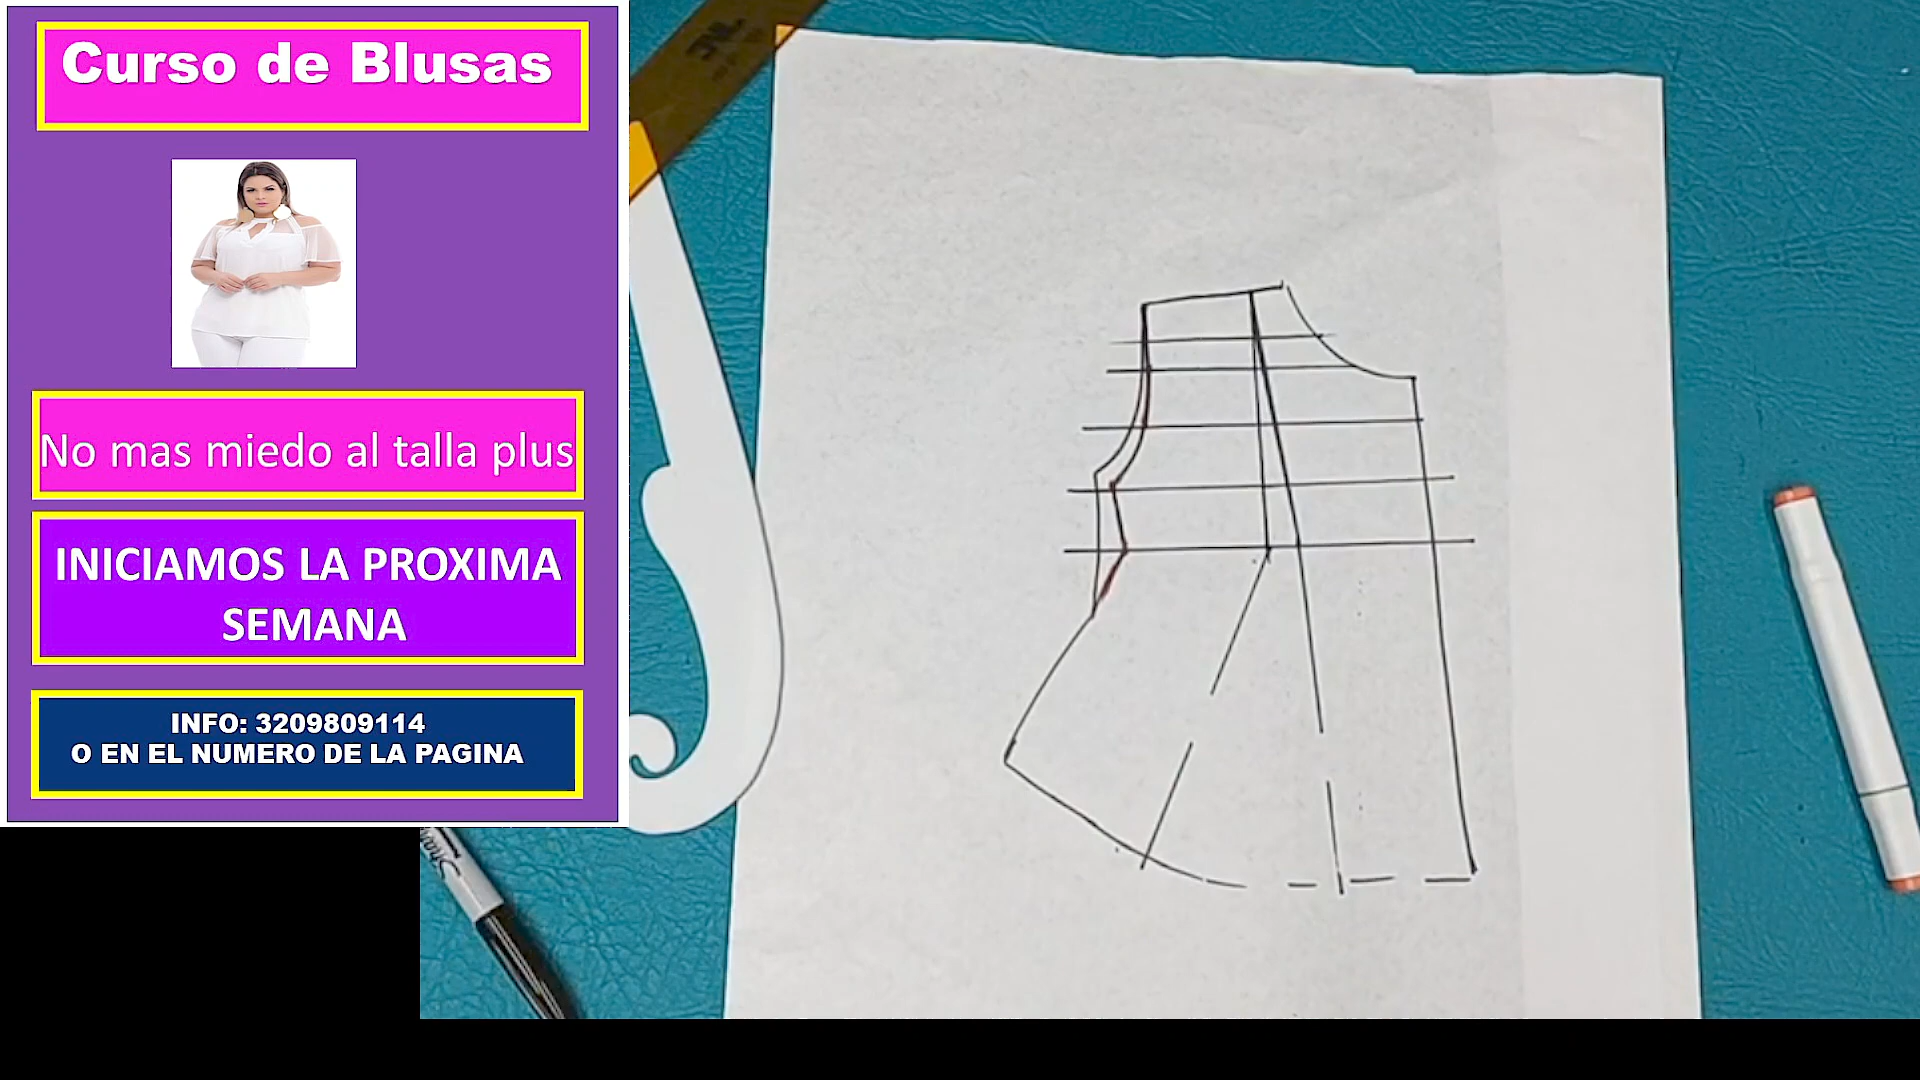 Curso de Blusas
No mas miedo al talla plus
INICIAMOS LA PROXIMA
SEMANA
INFO: 3209809114
O EN EL NUMERO DE LA PAGINA